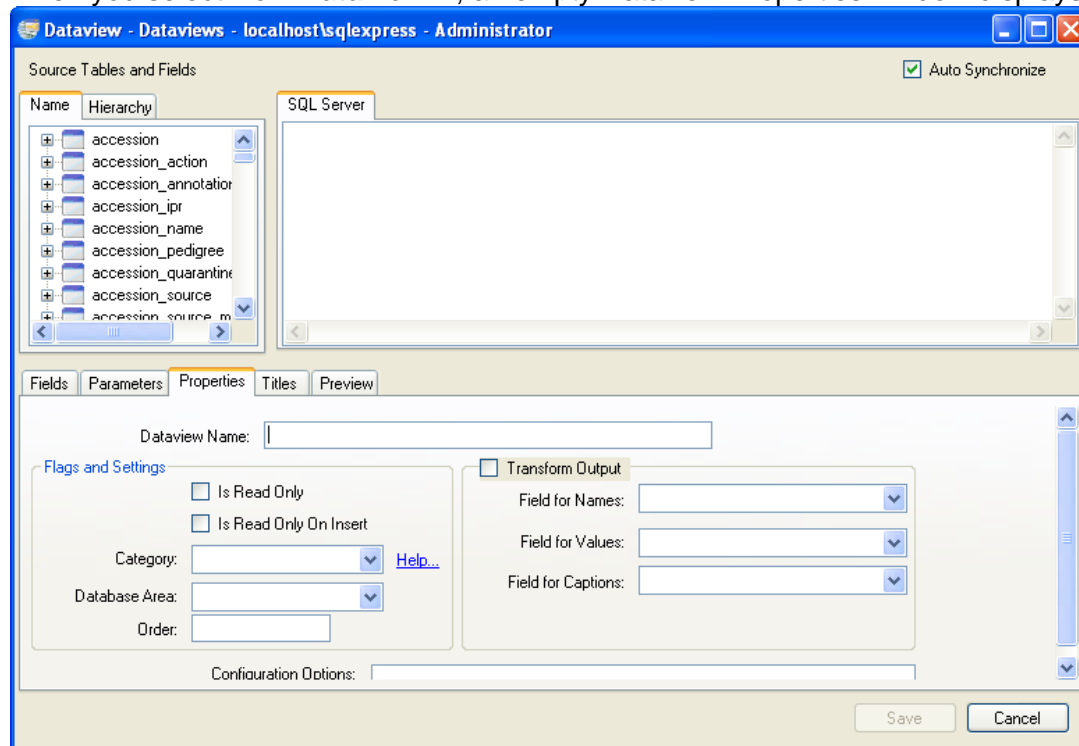 Dataview - Dataviews - localhost\sqlexpress - Administrator
Source Tables and Fields
Auto Synchronize
Name Hierarchy
SQL Server
accession
accession_action
accession_annotation
accession_ipr
accession_name
accession_pedigree
accession_quarantine
accession_source
accession_source_m
Fields Parameters Properties Titles Preview
Dataview Name:
Flags and Settings
Is Read Only
Is Read Only On Insert
Category:
Help...
Database Area:
Order:
Transform Output
Field for Names:
Field for Values:
Field for Captions:
Configuration Options:
Save Cancel